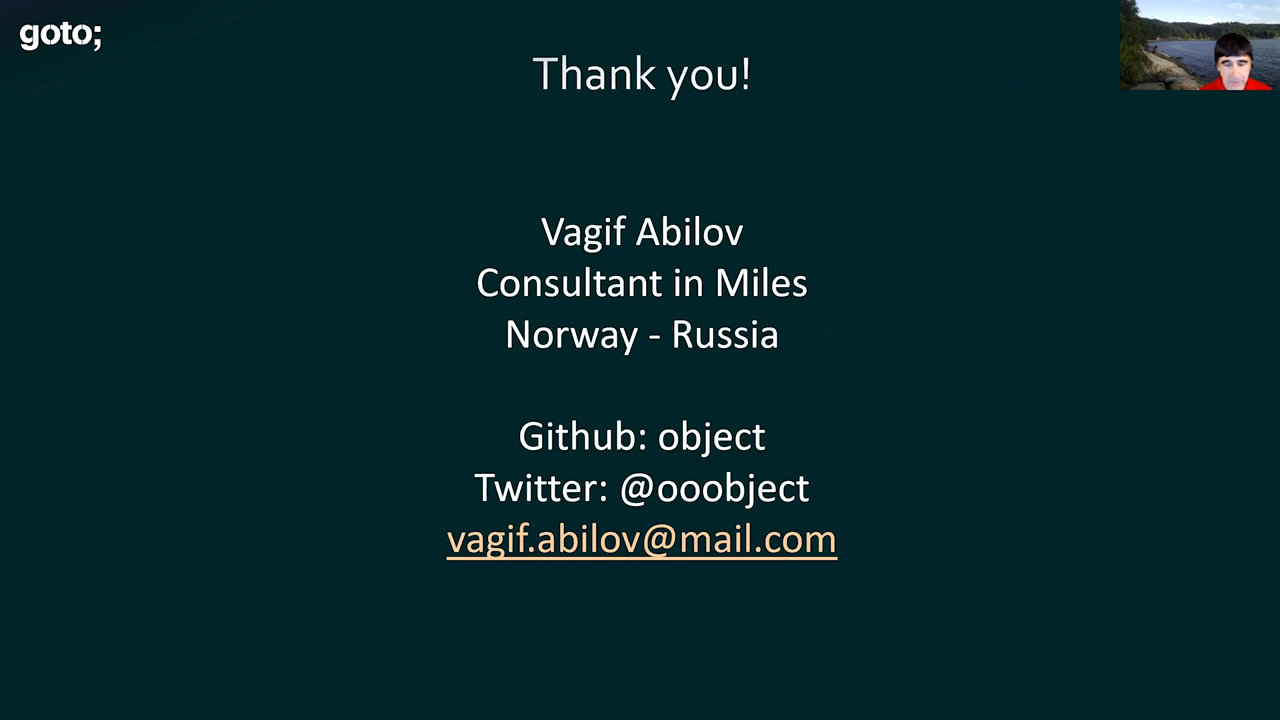 goto;
Thank you!
Vagif Abilov
Consultant in Miles
Norway - Russia
Github: object
Twitter: @ooobject
vagif.abilov@mail.com